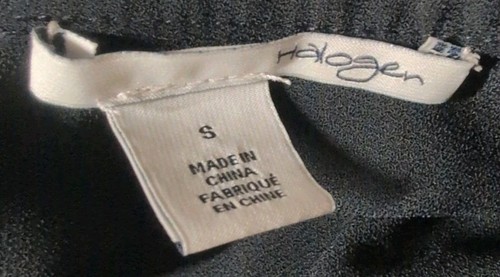 Halogen
S
MADE IN
CHINA
FABRIQUÉ
EN CHINE